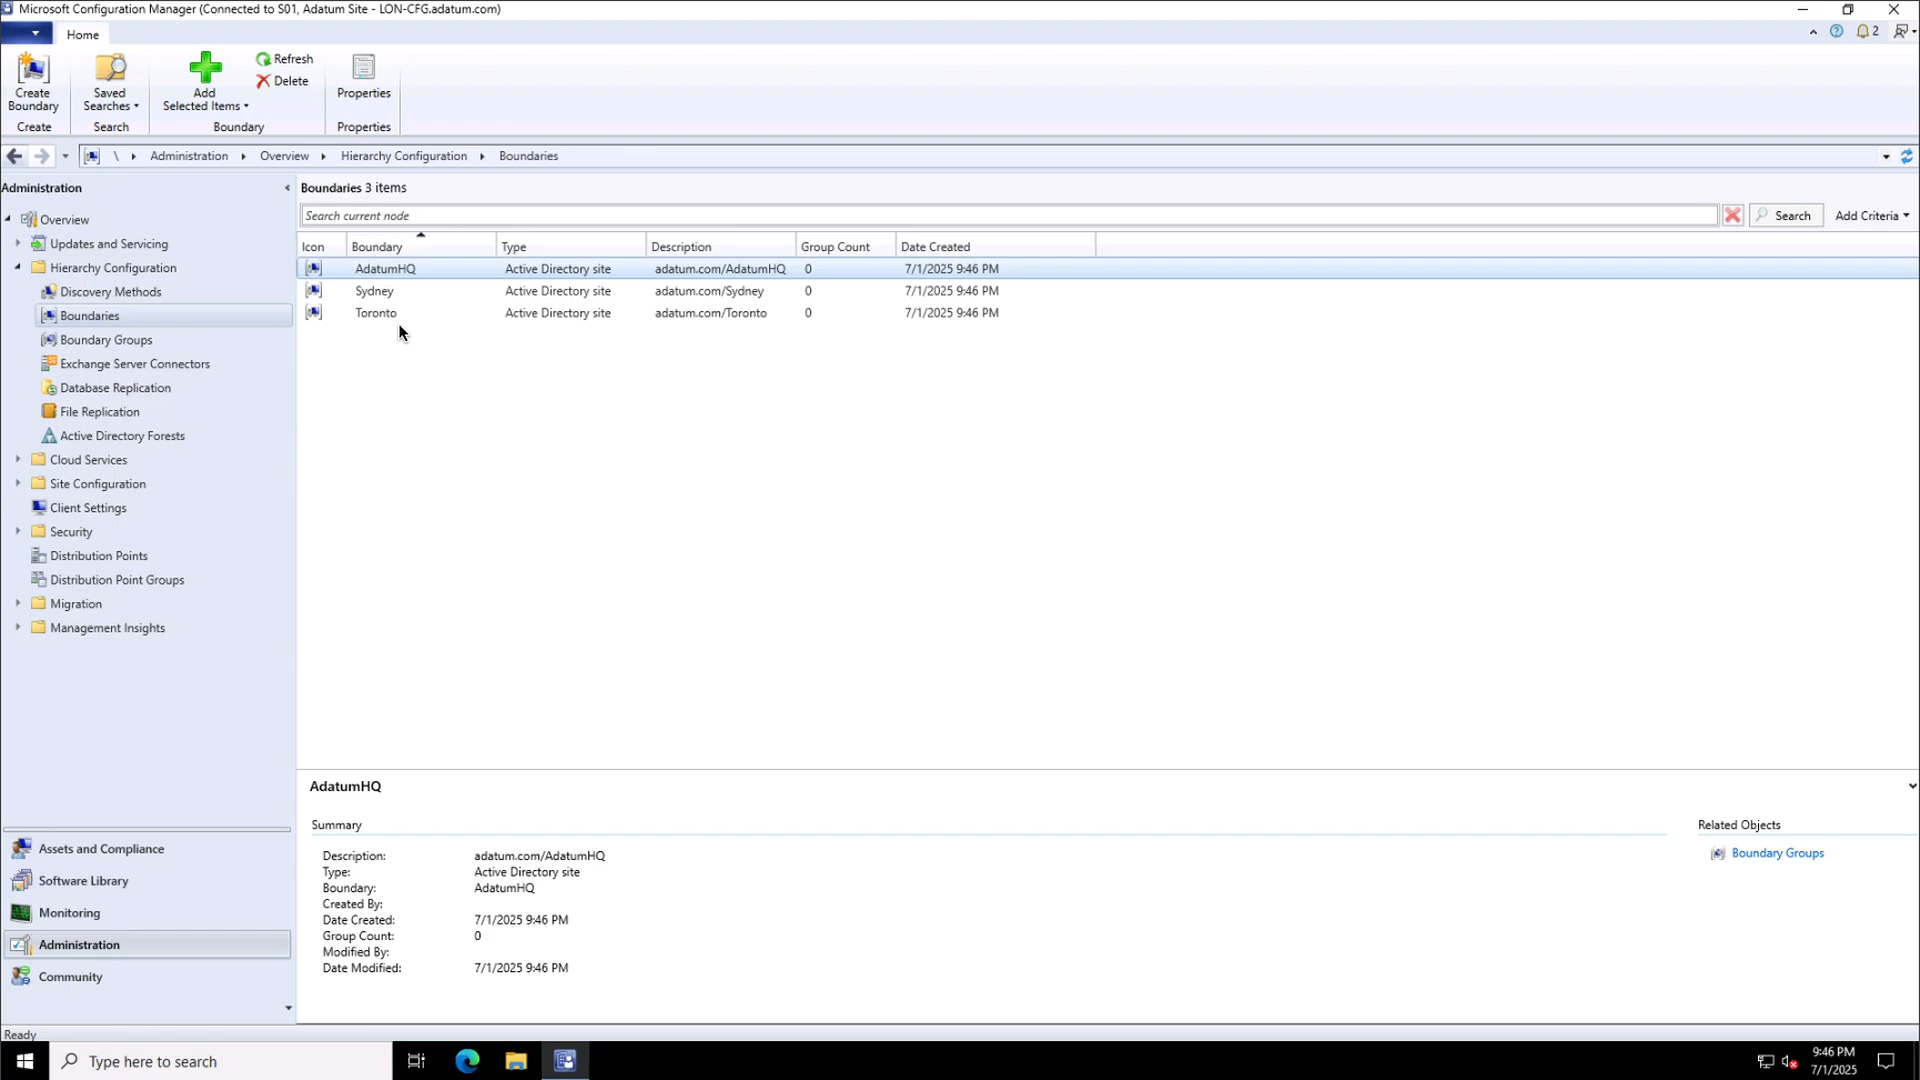 Microsoft Configuration Manager (Connected to S01, Adatum Site - LON-CFG.adatum.com)
Home
2
Create Boundary
Saved Searches
Add Selected Items
Refresh
Delete
Properties
Create
Search
Boundary
Properties
\ Administration Overview Hierarchy Configuration Boundaries
Administration
Overview
Updates and Servicing
Hierarchy Configuration
Discovery Methods
Boundaries
Boundary Groups
Exchange Server Connectors
Database Replication
File Replication
Active Directory Forests
Cloud Services
Site Configuration
Client Settings
Security
Distribution Points
Distribution Point Groups
Migration
Management Insights
Assets and Compliance
Software Library
Monitoring
Administration
Community
Boundaries 3 items
Search current node
Search
Add Criteria
Icon Boundary Type Description Group Count Date Created
AdatumHQ Active Directory site adatum.com/AdatumHQ 0 7/1/2025 9:46 PM
Sydney Active Directory site adatum.com/Sydney 0 7/1/2025 9:46 PM
Toronto Active Directory site adatum.com/Toronto 0 7/1/2025 9:46 PM
AdatumHQ
Summary
Description: adatum.com/AdatumHQ
Type: Active Directory site
Boundary: AdatumHQ
Created By:
Date Created: 7/1/2025 9:46 PM
Group Count: 0
Modified By:
Date Modified: 7/1/2025 9:46 PM
Related Objects
Boundary Groups
Ready
Type here to search
9:46 PM
7/1/2025